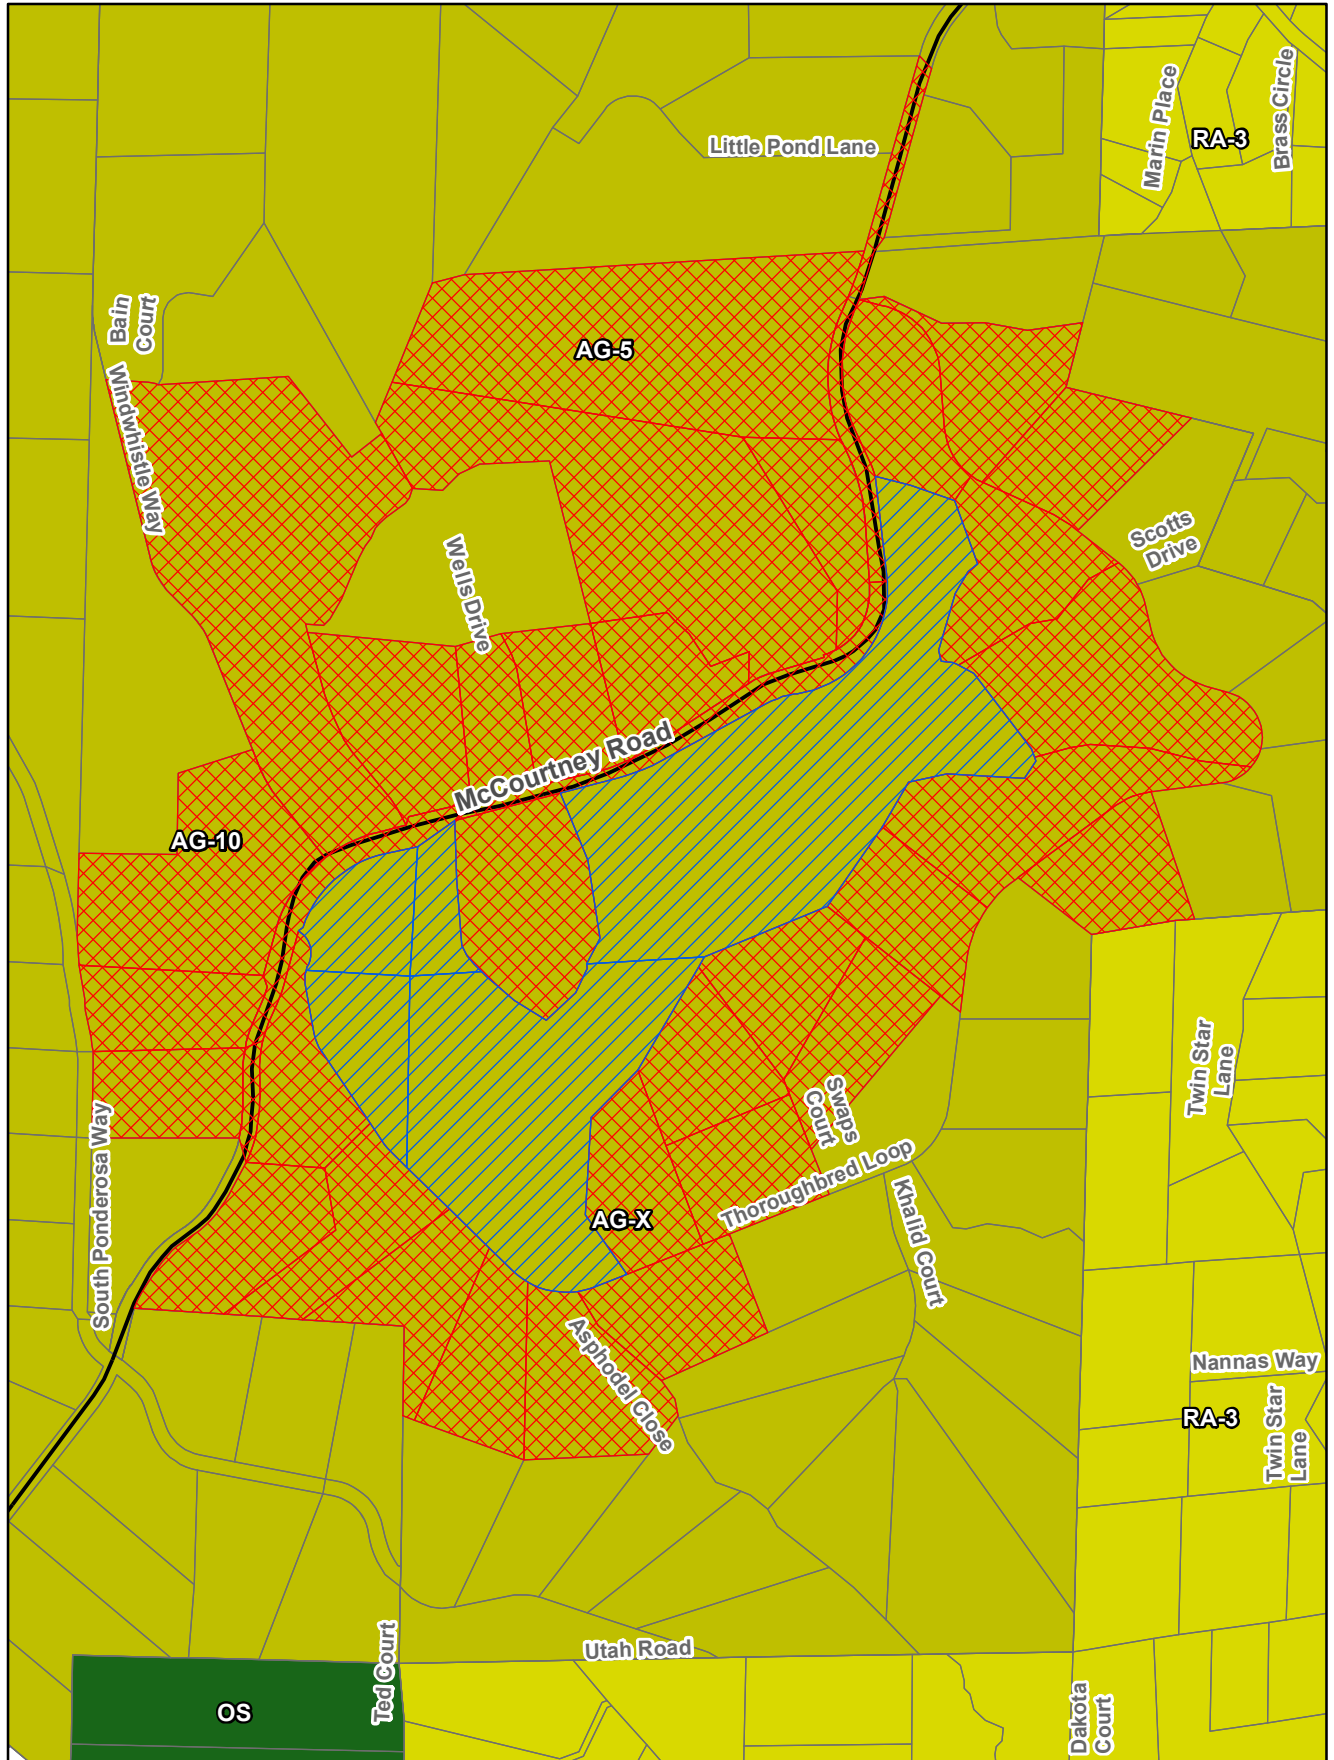 Marin Place
RA-3
Brass Circle
Little Pond Lane
Bain
Court
AG-5
Windwhistle Way
Scotts
Drive
Wells Drive
McCourtney Road
AG-10
Twin Star
Lane
Swaps
Court
South Ponderosa Way
Thoroughbred Loop
AG-X
Khalid Court
Asphodel Close
Nannas Way
RA-3
Twin Star
Lane
Utah Road
Ted Court
OS
Dakota
Court